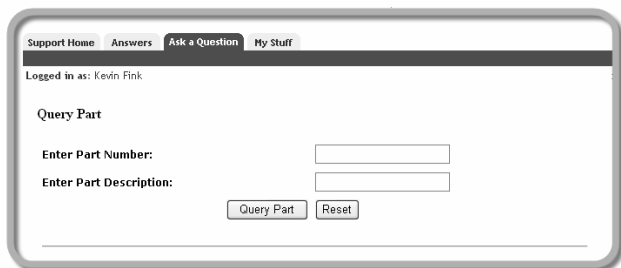 Support Home Answers Ask a Question My Stuff
Logged in as: Kevin Fink
Query Part
Enter Part Number:
Enter Part Description:
Query Part Reset